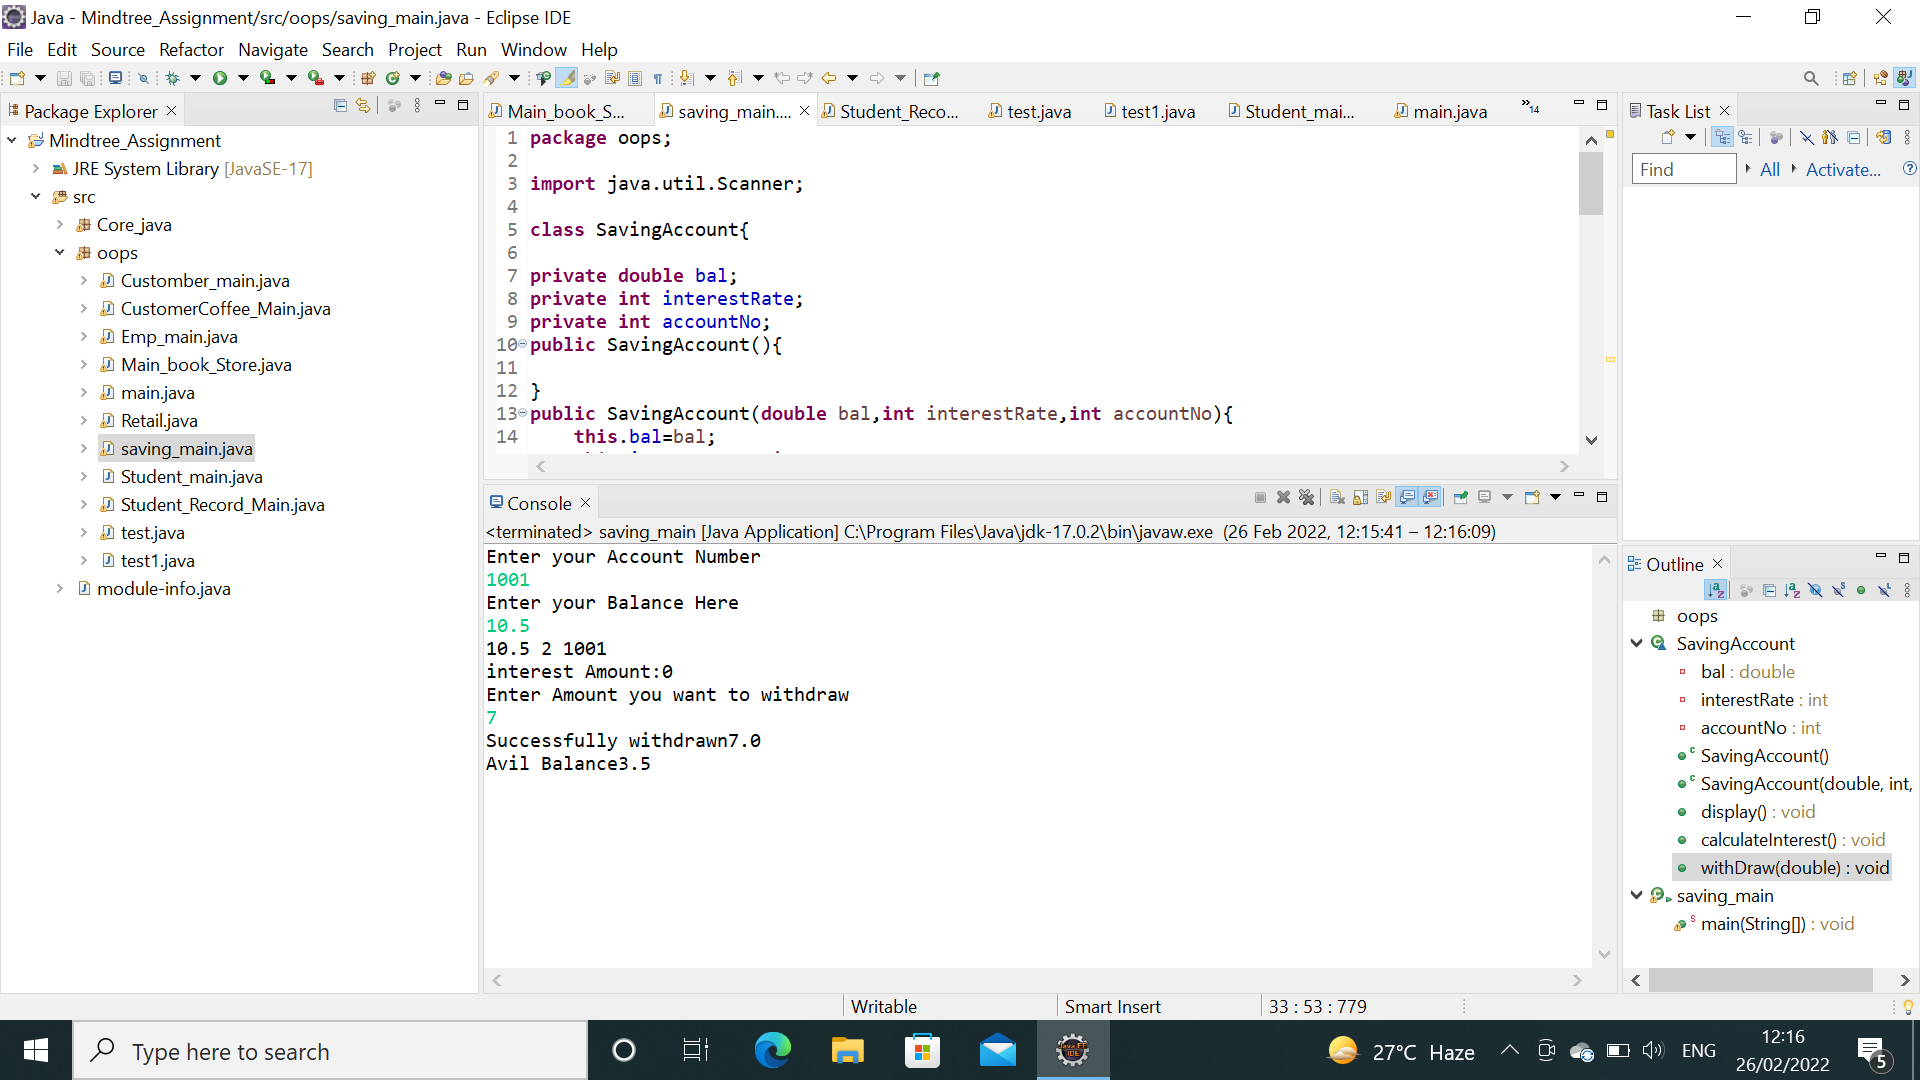 Java - Mindtree_Assignment/src/oops/saving_main.java - Eclipse IDE
File Edit Source Refactor Navigate Search Project Run Window Help
Package Explorer
Mindtree_Assignment
JRE System Library [JavaSE-17]
src
Core_java
oops
Customber_main.java
CustomerCoffee_Main.java
Emp_main.java
Main_book_Store.java
main.java
Retail.java
saving_main.java
Student_main.java
Student_Record_Main.java
test.java
test1.java
module-info.java
Main_book_S... saving_main.... Student_Reco... test.java test1.java Student_mai... main.java »14
1 package oops;
2
3 import java.util.Scanner;
4
5 class SavingAccount{
6
7 private double bal;
8 private int interestRate;
9 private int accountNo;
10 public SavingAccount(){
11
12 }
13 public SavingAccount(double bal,int interestRate,int accountNo){
14 this.bal=bal;
Console
<terminated> saving_main [Java Application] C:\Program Files\Java\jdk-17.0.2\bin\javaw.exe (26 Feb 2022, 12:15:41 – 12:16:09)
Enter your Account Number
1001
Enter your Balance Here
10.5
10.5 2 1001
interest Amount:0
Enter Amount you want to withdraw
7
Successfully withdrawn7.0
Avil Balance3.5
Task List
Find All Activate...
Outline
oops
SavingAccount
bal : double
interestRate : int
accountNo : int
SavingAccount()
SavingAccount(double, int,
display() : void
calculateInterest() : void
withDraw(double) : void
saving_main
main(String[]) : void
Writable Smart Insert 33 : 53 : 779
Type here to search
27°C Haze
ENG
12:16
26/02/2022
5